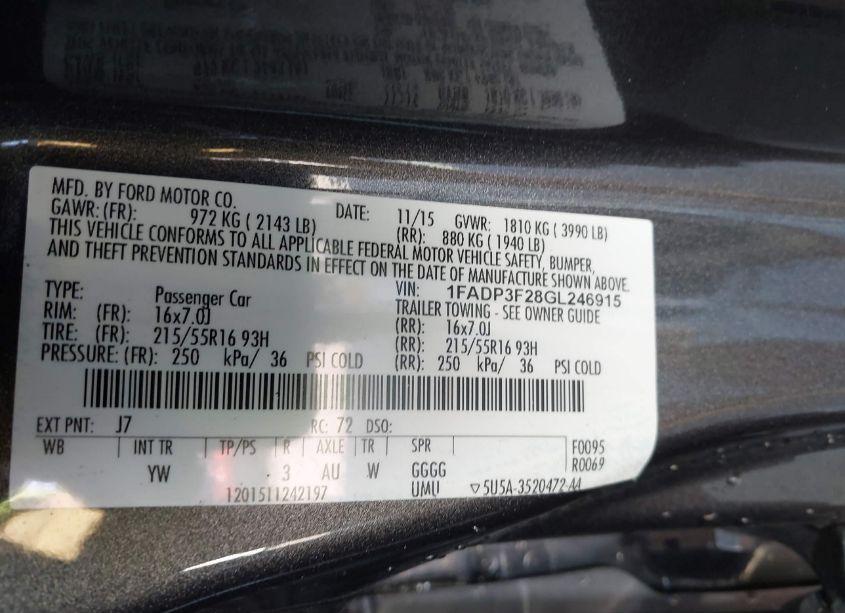 MFD. BY FORD MOTOR CO.
DATE: 11/15 GVWR: 1810 KG ( 3990 LB)
GAWR: (FR): 972 KG ( 2143 LB) (RR): 880 KG ( 1940 LB)
THIS VEHICLE CONFORMS TO ALL APPLICABLE FEDERAL MOTOR VEHICLE SAFETY, BUMPER,
AND THEFT PREVENTION STANDARDS IN EFFECT ON THE DATE OF MANUFACTURE SHOWN ABOVE.
VIN: 1FADP3F28GL246915
TYPE: Passenger Car TRAILER TOWING - SEE OWNER GUIDE
RIM: (FR): 16x7.0J (RR): 16x7.0J
TIRE: (FR): 215/55R16 93H (RR): 215/55R16 93H
PRESSURE: (FR): 250 kPa/ 36 PSI COLD (RR): 250 kPa/ 36 PSI COLD
EXT PNT: J7 RC: 72 DSO:
WB INT TR TP/PS R AXLE TR SPR F0095
YW 3 AU W GGGG R0069
1201511242197 UMU ▽5U5A-3520472-AA